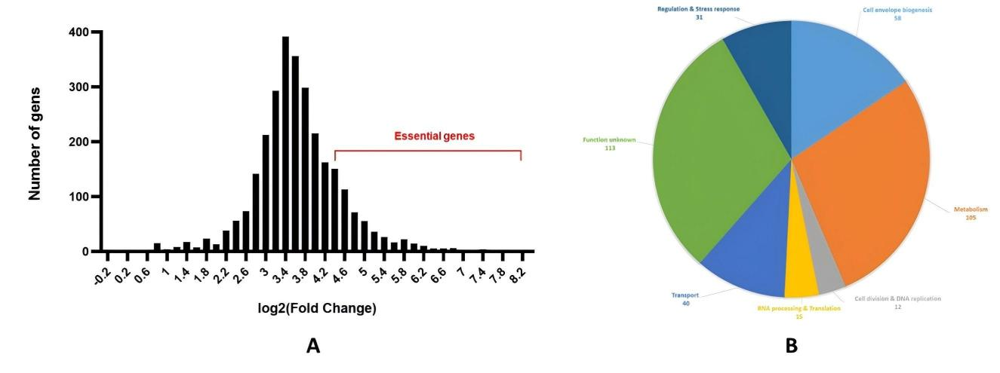 Number of gens
400
300
200
100
0
Essential genes
-0.2
0.2
0.6
1
1.4
1.8
2.2
2.6
3
3.4
3.8
4.2
4.6
5
5.4
5.8
6.2
6.6
7
7.4
7.8
8.2
log2(Fold Change)
A
Regulation & Stress response
31
Cell envelope biogenesis
58
Function unknown
113
Metabolism
105
Transport
40
RNA processing & Translation
15
Cell division & DNA replication
12
B